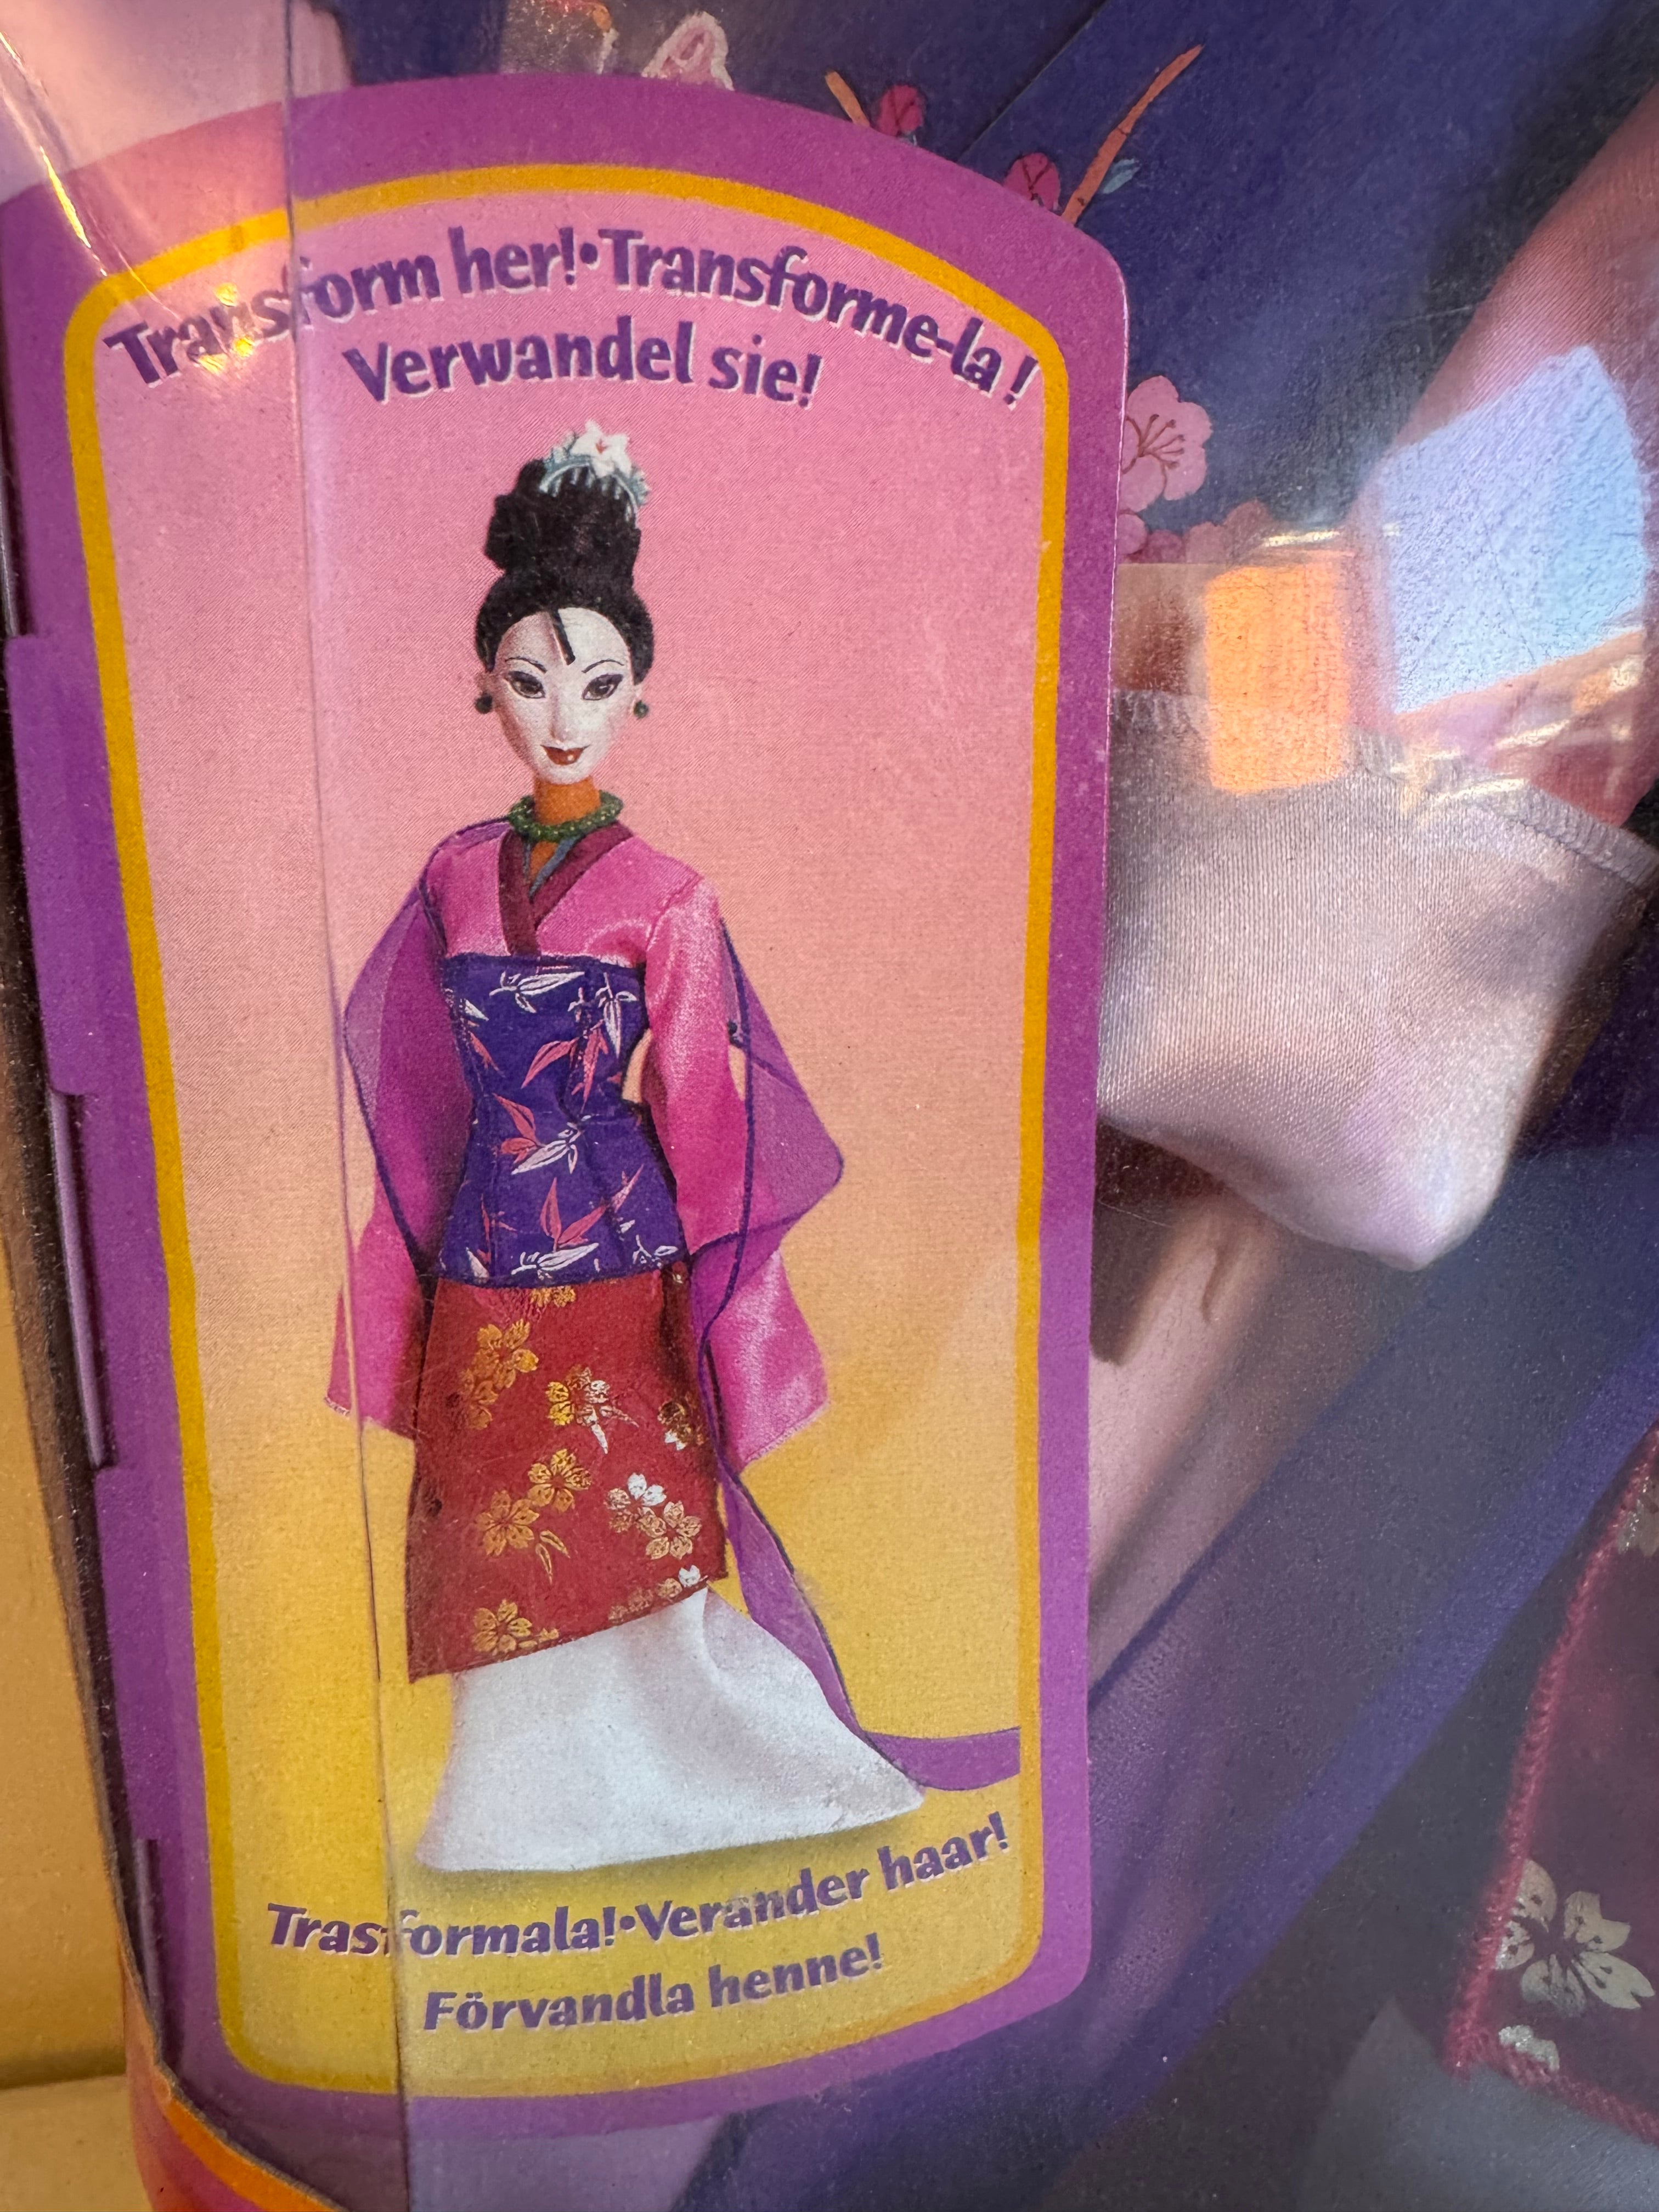 Transform her!•Transforme-la!
Verwandel sie!
Trasformala!•Verander haar!
Förvandla henne!